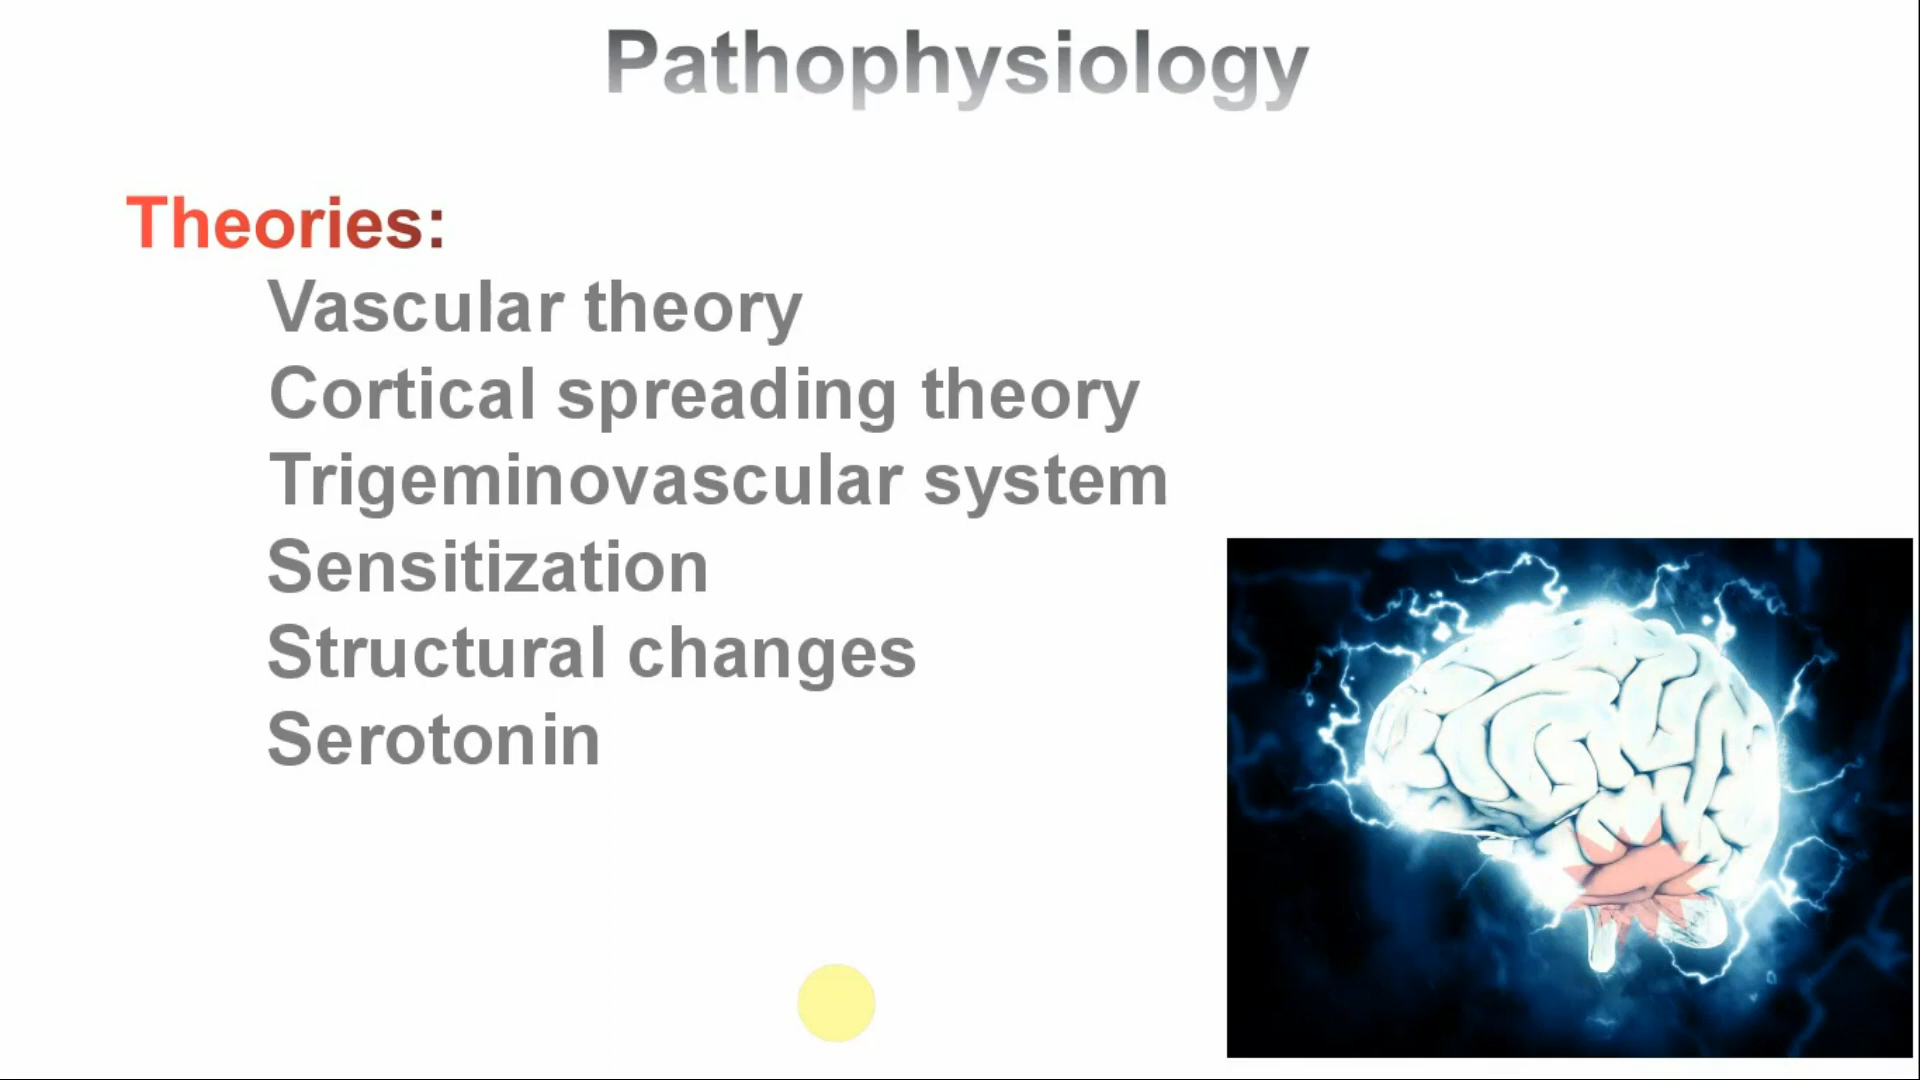 Pathophysiology
Theories:
Vascular theory
Cortical spreading theory
Trigeminovascular system
Sensitization
Structural changes
Serotonin